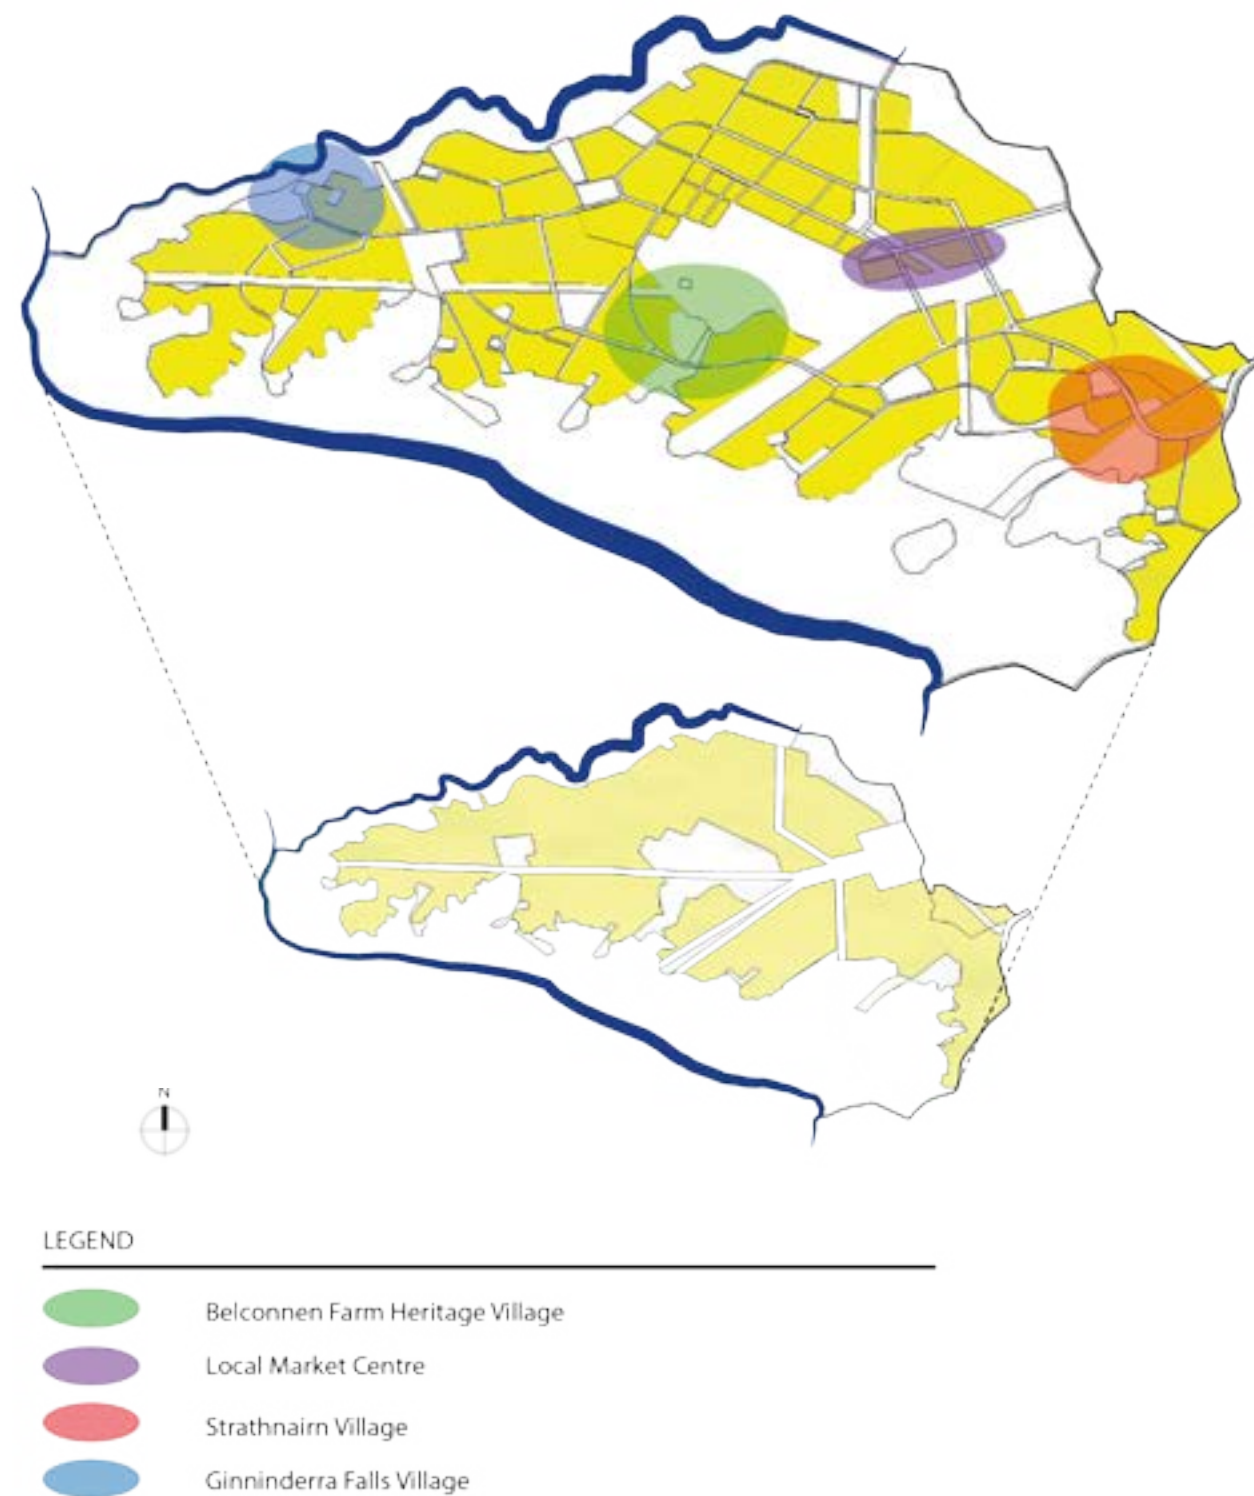 N
LEGEND
Belconnen Farm Heritage Village
Local Market Centre
Strathnairn Village
Ginninderra Falls Village